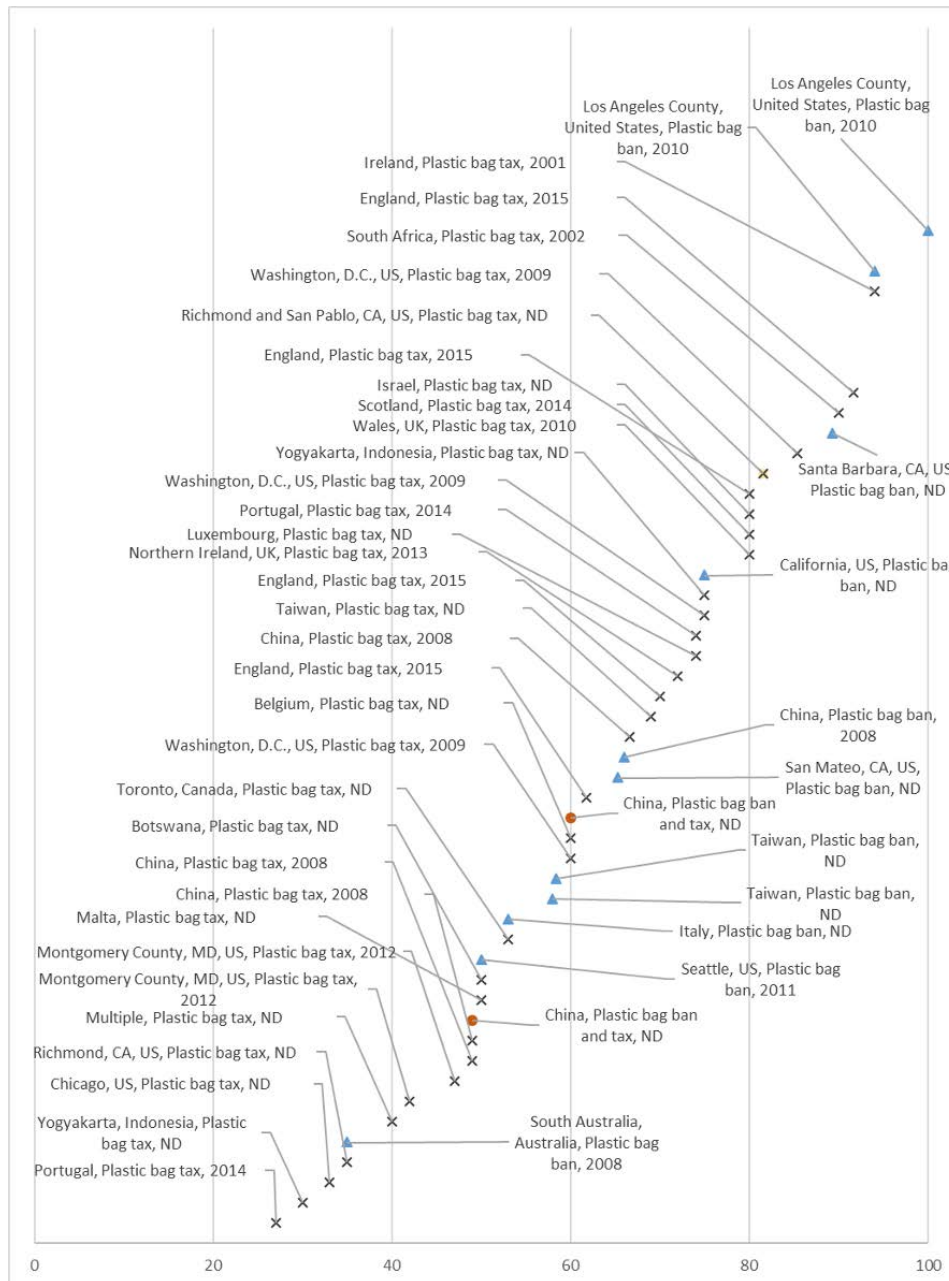 Los Angeles County,
United States, Plastic bag
ban, 2010
Los Angeles County,
United States, Plastic bag
ban, 2010
Ireland, Plastic bag tax, 2001
England, Plastic bag tax, 2015
South Africa, Plastic bag tax, 2002
Washington, D.C., US, Plastic bag tax, 2009
Richmond and San Pablo, CA, US, Plastic bag tax, ND
England, Plastic bag tax, 2015
Israel, Plastic bag tax, ND
Scotland, Plastic bag tax, 2014
Wales, UK, Plastic bag tax, 2010
Yogyakarta, Indonesia, Plastic bag tax, ND
Santa Barbara, CA, US
Plastic bag ban, ND
Washington, D.C., US, Plastic bag tax, 2009
Portugal, Plastic bag tax, 2014
Luxembourg, Plastic bag tax, ND
Northern Ireland, UK, Plastic bag tax, 2013
California, US, Plastic ba
ban, ND
England, Plastic bag tax, 2015
Taiwan, Plastic bag tax, ND
China, Plastic bag tax, 2008
England, Plastic bag tax, 2015
Belgium, Plastic bag tax, ND
China, Plastic bag ban,
2008
Washington, D.C., US, Plastic bag tax, 2009
San Mateo, CA, US,
Plastic bag ban, ND
Toronto, Canada, Plastic bag tax, ND
China, Plastic bag ban
and tax, ND
Botswana, Plastic bag tax, ND
Taiwan, Plastic bag ban,
ND
China, Plastic bag tax, 2008
China, Plastic bag tax, 2008
Taiwan, Plastic bag ban,
ND
Malta, Plastic bag tax, ND
Italy, Plastic bag ban, ND
Montgomery County, MD, US, Plastic bag tax, 2012
Seattle, US, Plastic bag
ban, 2011
Montgomery County, MD, US, Plastic bag tax,
2012
Multiple, Plastic bag tax, ND
China, Plastic bag ban
and tax, ND
Richmond, CA, US, Plastic bag tax, ND
Chicago, US, Plastic bag tax, ND
Yogyakarta, Indonesia, Plastic
bag tax, ND
South Australia,
Australia, Plastic bag
ban, 2008
Portugal, Plastic bag tax, 2014
0 20 40 60 80 100